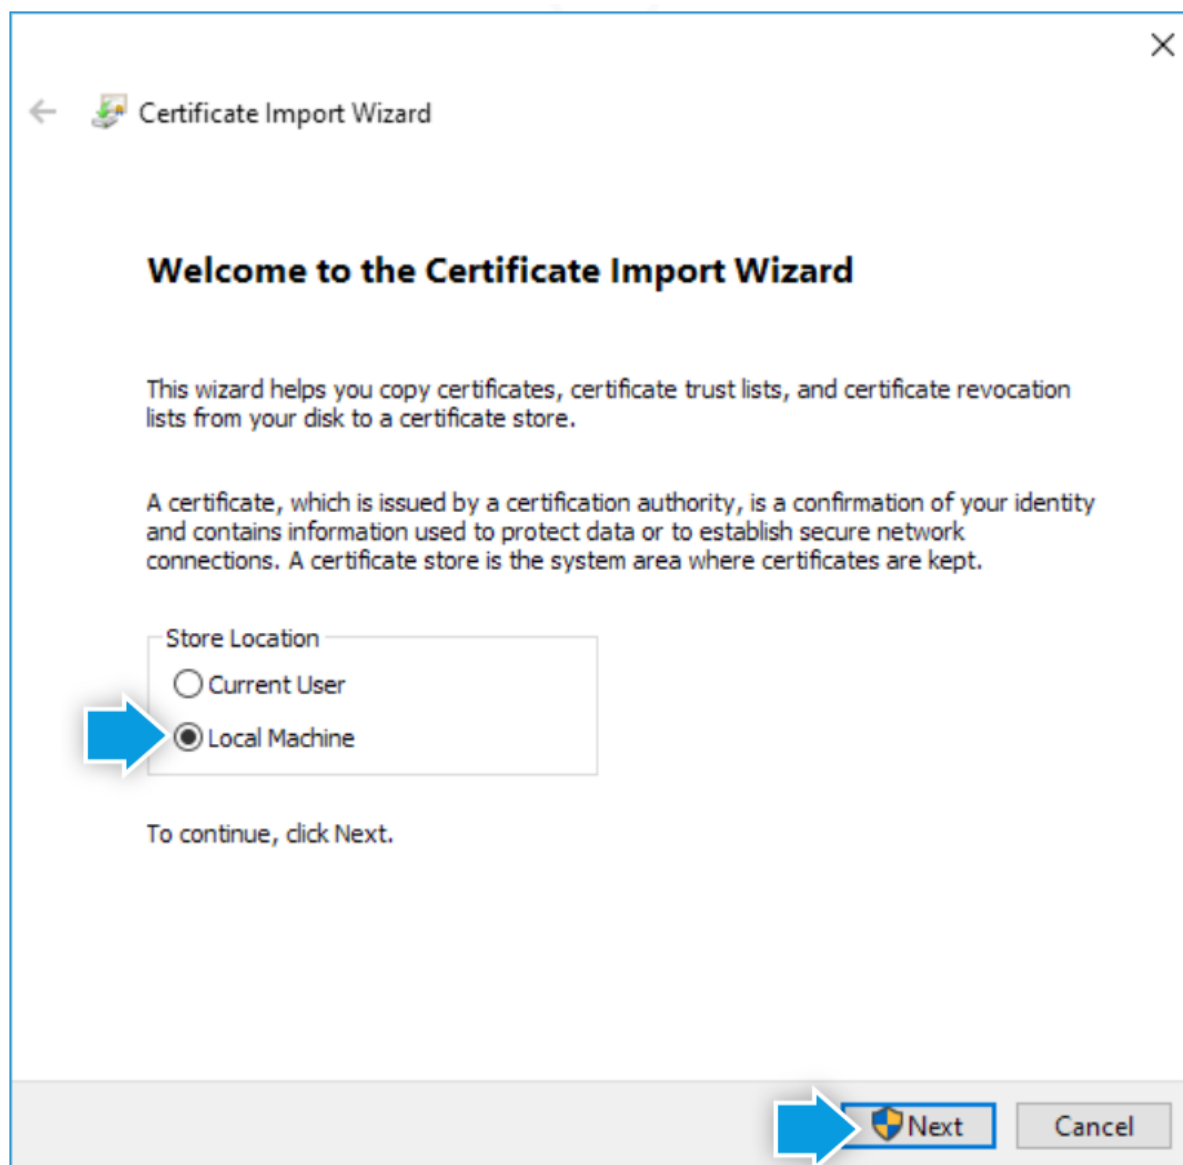 Certificate Import Wizard
Welcome to the Certificate Import Wizard
This wizard helps you copy certificates, certificate trust lists, and certificate revocation
lists from your disk to a certificate store.
A certificate, which is issued by a certification authority, is a confirmation of your identity
and contains information used to protect data or to establish secure network
connections. A certificate store is the system area where certificates are kept.
Store Location
Current User
Local Machine
To continue, click Next.
Next
Cancel